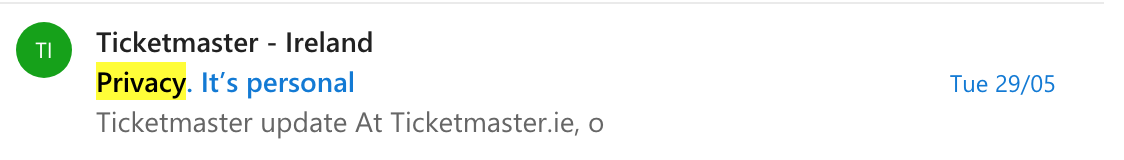 TI
Ticketmaster - Ireland
Privacy. It’s personal
Tue 29/05
Ticketmaster update At Ticketmaster.ie, o